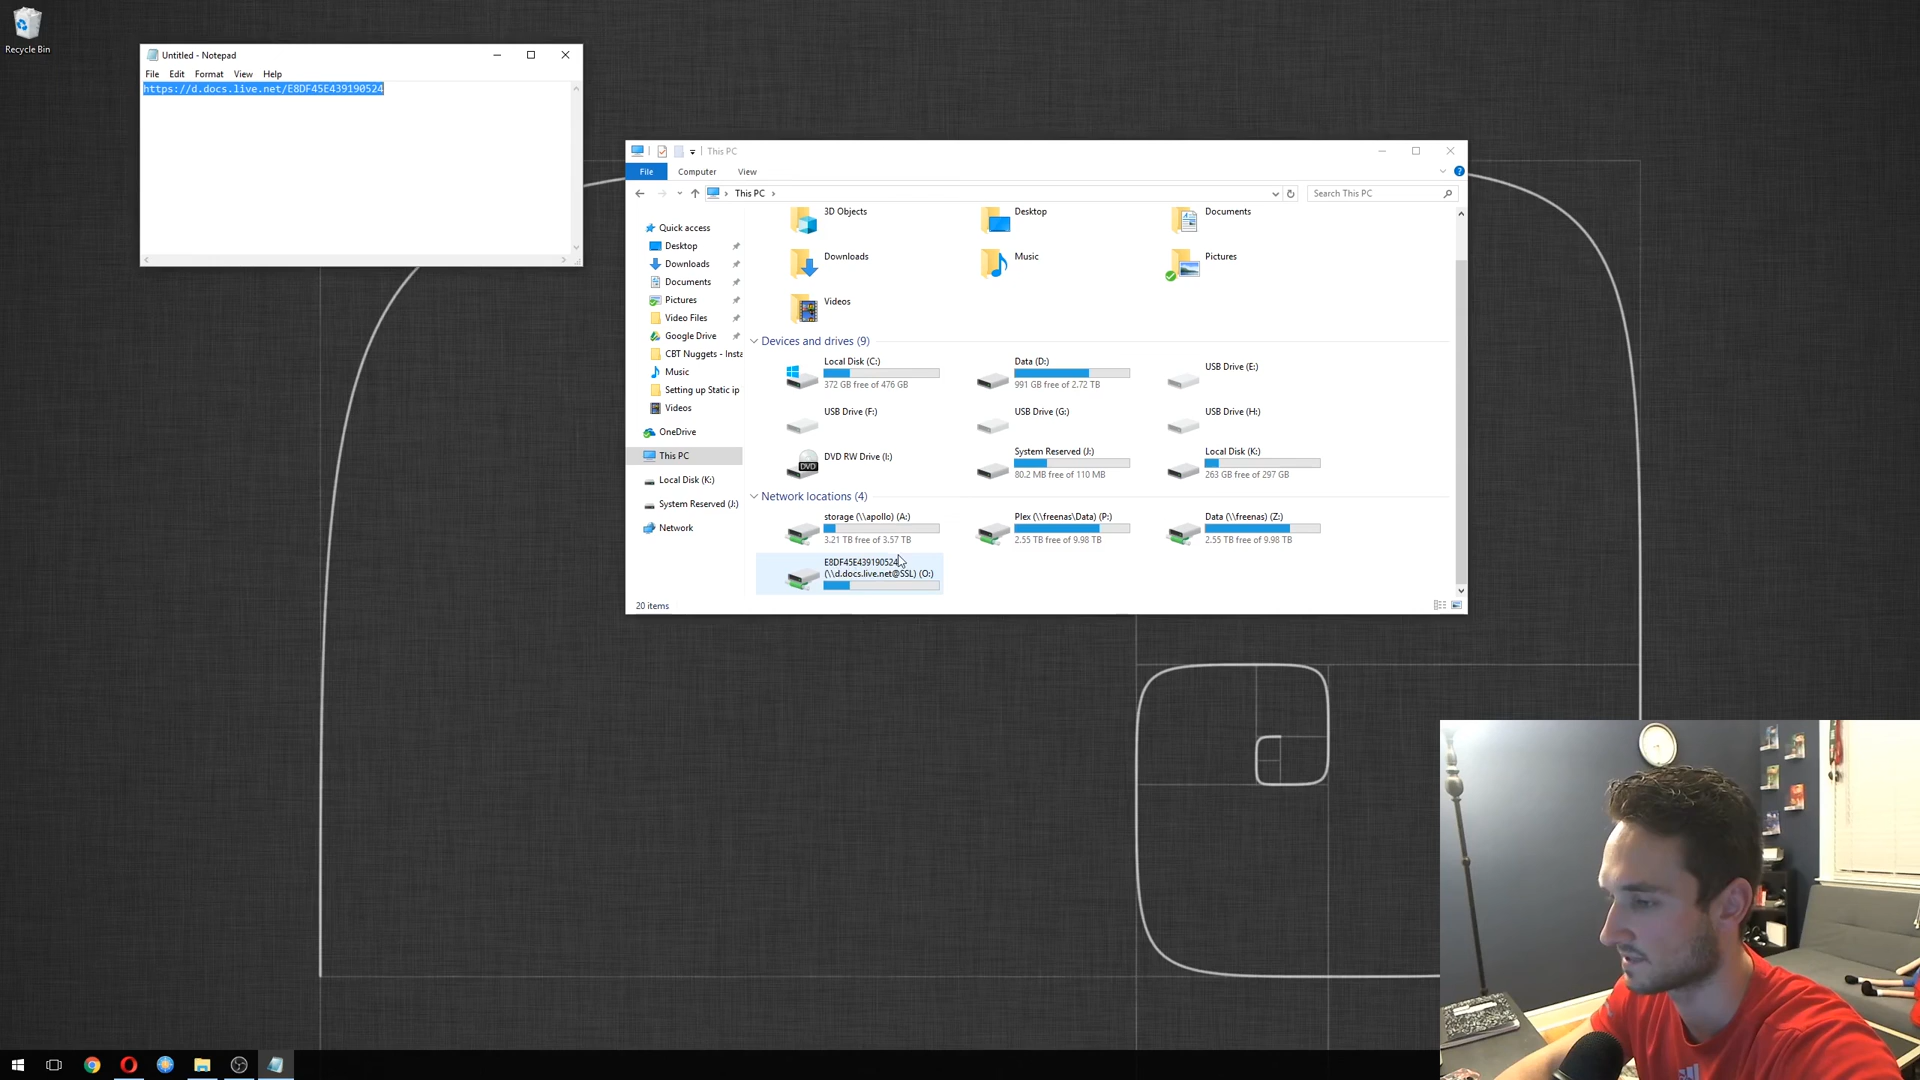 Recycle Bin
Untitled - Notepad
File Edit Format View Help
https://d.docs.live.net/E8DF45E439190524
This PC
File Computer View
This PC
Search This PC
Quick access
Desktop
Downloads
Documents
Pictures
Video Files
Google Drive
CBT Nuggets - Insta
Music
Setting up Static ip
Videos
OneDrive
This PC
Local Disk (K:)
System Reserved (J:)
Network
3D Objects
Desktop
Documents
Downloads
Music
Pictures
Videos
Devices and drives (9)
Local Disk (C:)
372 GB free of 476 GB
Data (D:)
991 GB free of 2.72 TB
USB Drive (E:)
USB Drive (F:)
USB Drive (G:)
USB Drive (H:)
DVD RW Drive (I:)
DVD
System Reserved (J:)
80.2 MB free of 110 MB
Local Disk (K:)
263 GB free of 297 GB
Network locations (4)
storage (\\apollo) (A:)
3.21 TB free of 3.57 TB
Plex (\\freenas\Data) (P:)
2.55 TB free of 9.98 TB
Data (\\freenas) (Z:)
2.55 TB free of 9.98 TB
E8DF45E439190524
(\\d.docs.live.net@SSL) (O:)
20 items